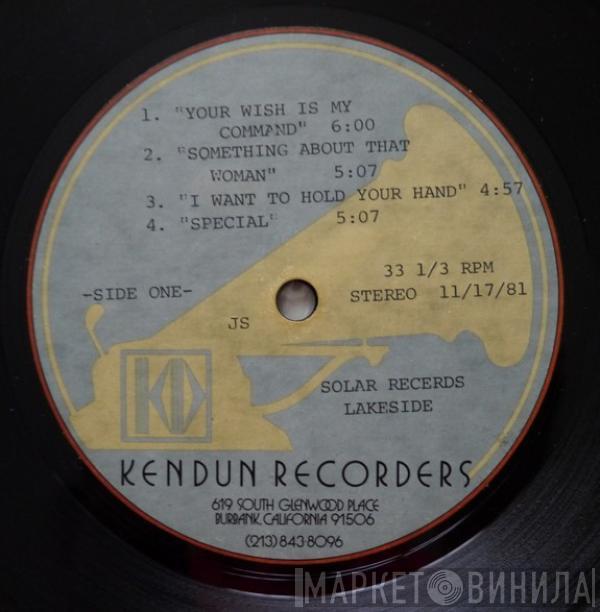 1. "YOUR WISH IS MY
COMMAND" 6:00
2. "SOMETHING ABOUT THAT
WOMAN" 5:07
3. "I WANT TO HOLD YOUR HAND" 4:57
4. "SPECIAL" 5:07
33 1/3 RPM
-SIDE ONE-
STEREO 11/17/81
JS
SOLAR RECERDS
LAKESIDE
KD
KENDUN RECORDERS
619 SOUTH GLENWOOD PLACE
BURBANK, CALIFORNIA 91506
(213) 843-8096
МАРКЕТ ВИНИЛА